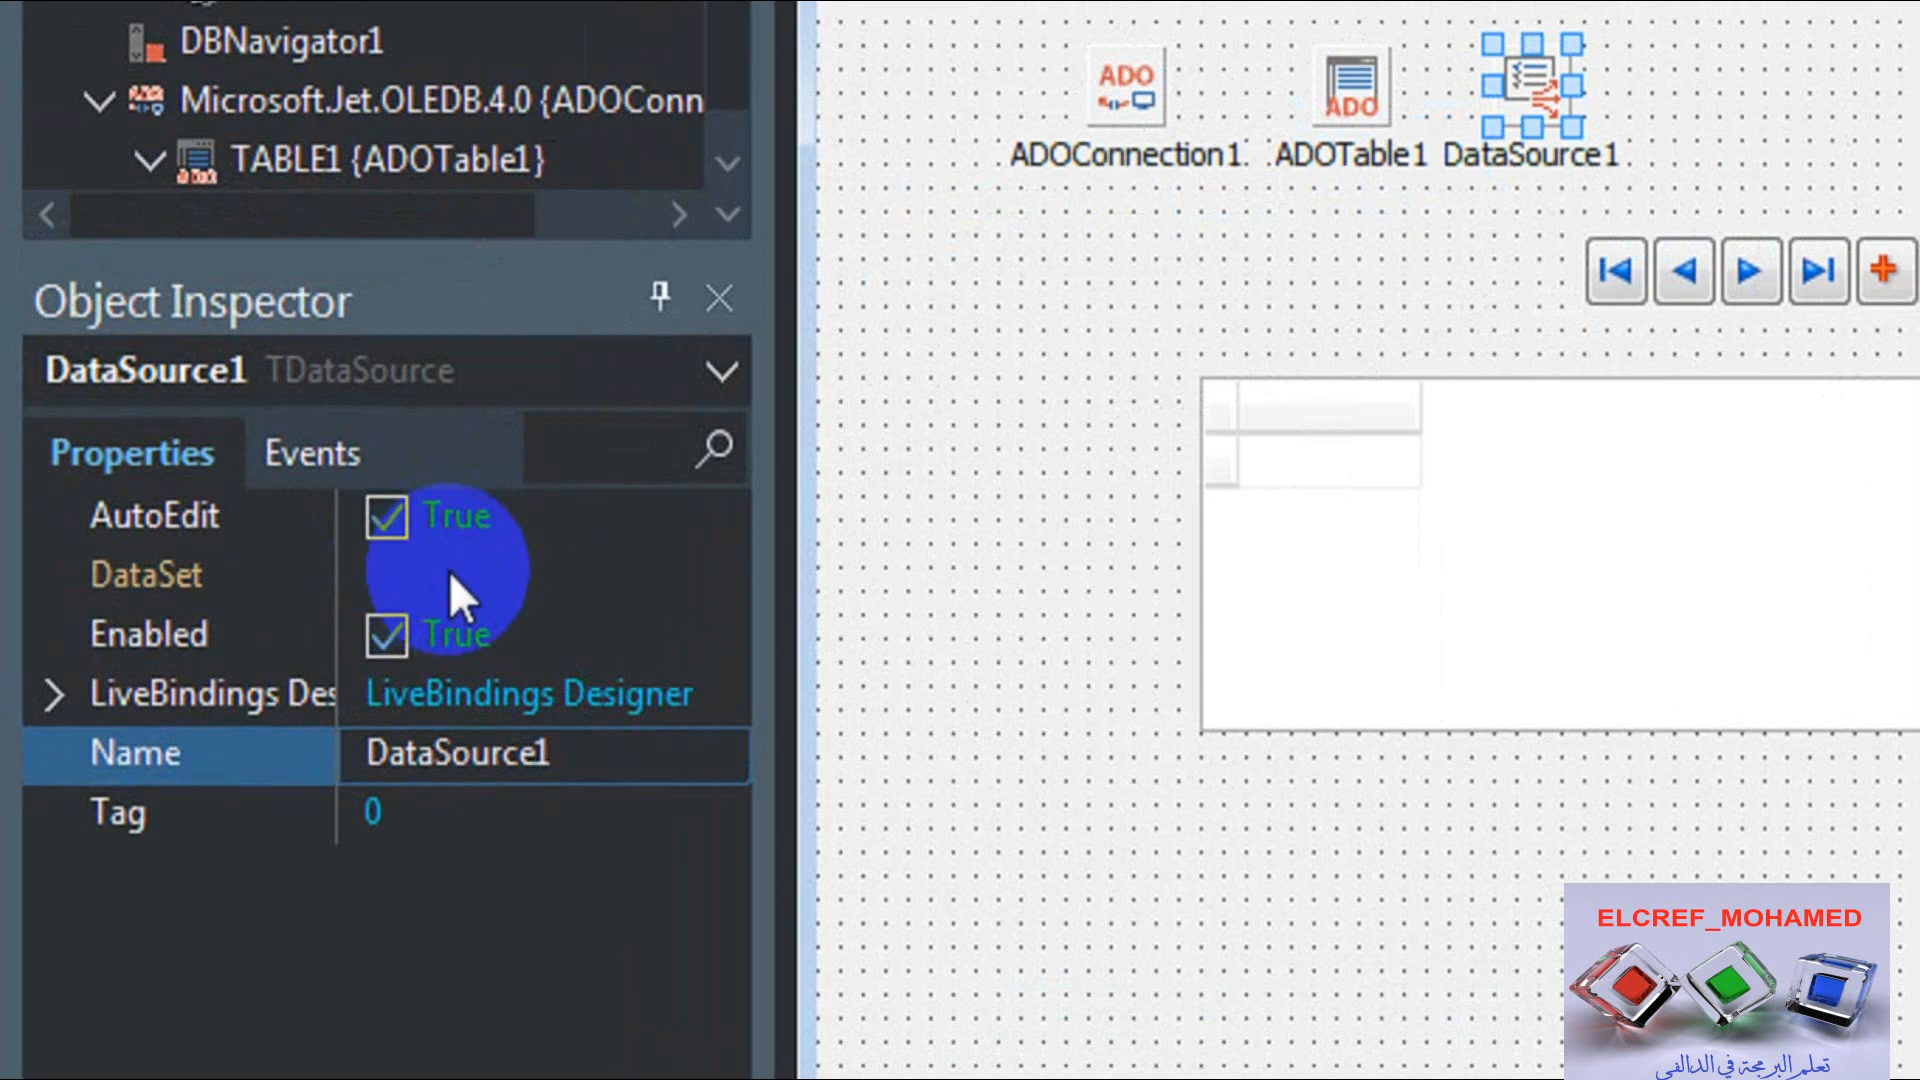 DBNavigator1
Microsoft.Jet.OLEDB.4.0 {ADOConn
TABLE1 {ADOTable1}
Object Inspector
DataSource1 TDataSource
Properties Events
AutoEdit True
DataSet
Enabled True
LiveBindings Des LiveBindings Designer
Name DataSource1
Tag 0
ADO
ADO
ADOConnection1 ADOTable1 DataSource1
ELCREF_MOHAMED
تعلم البرمجة في الدالفي